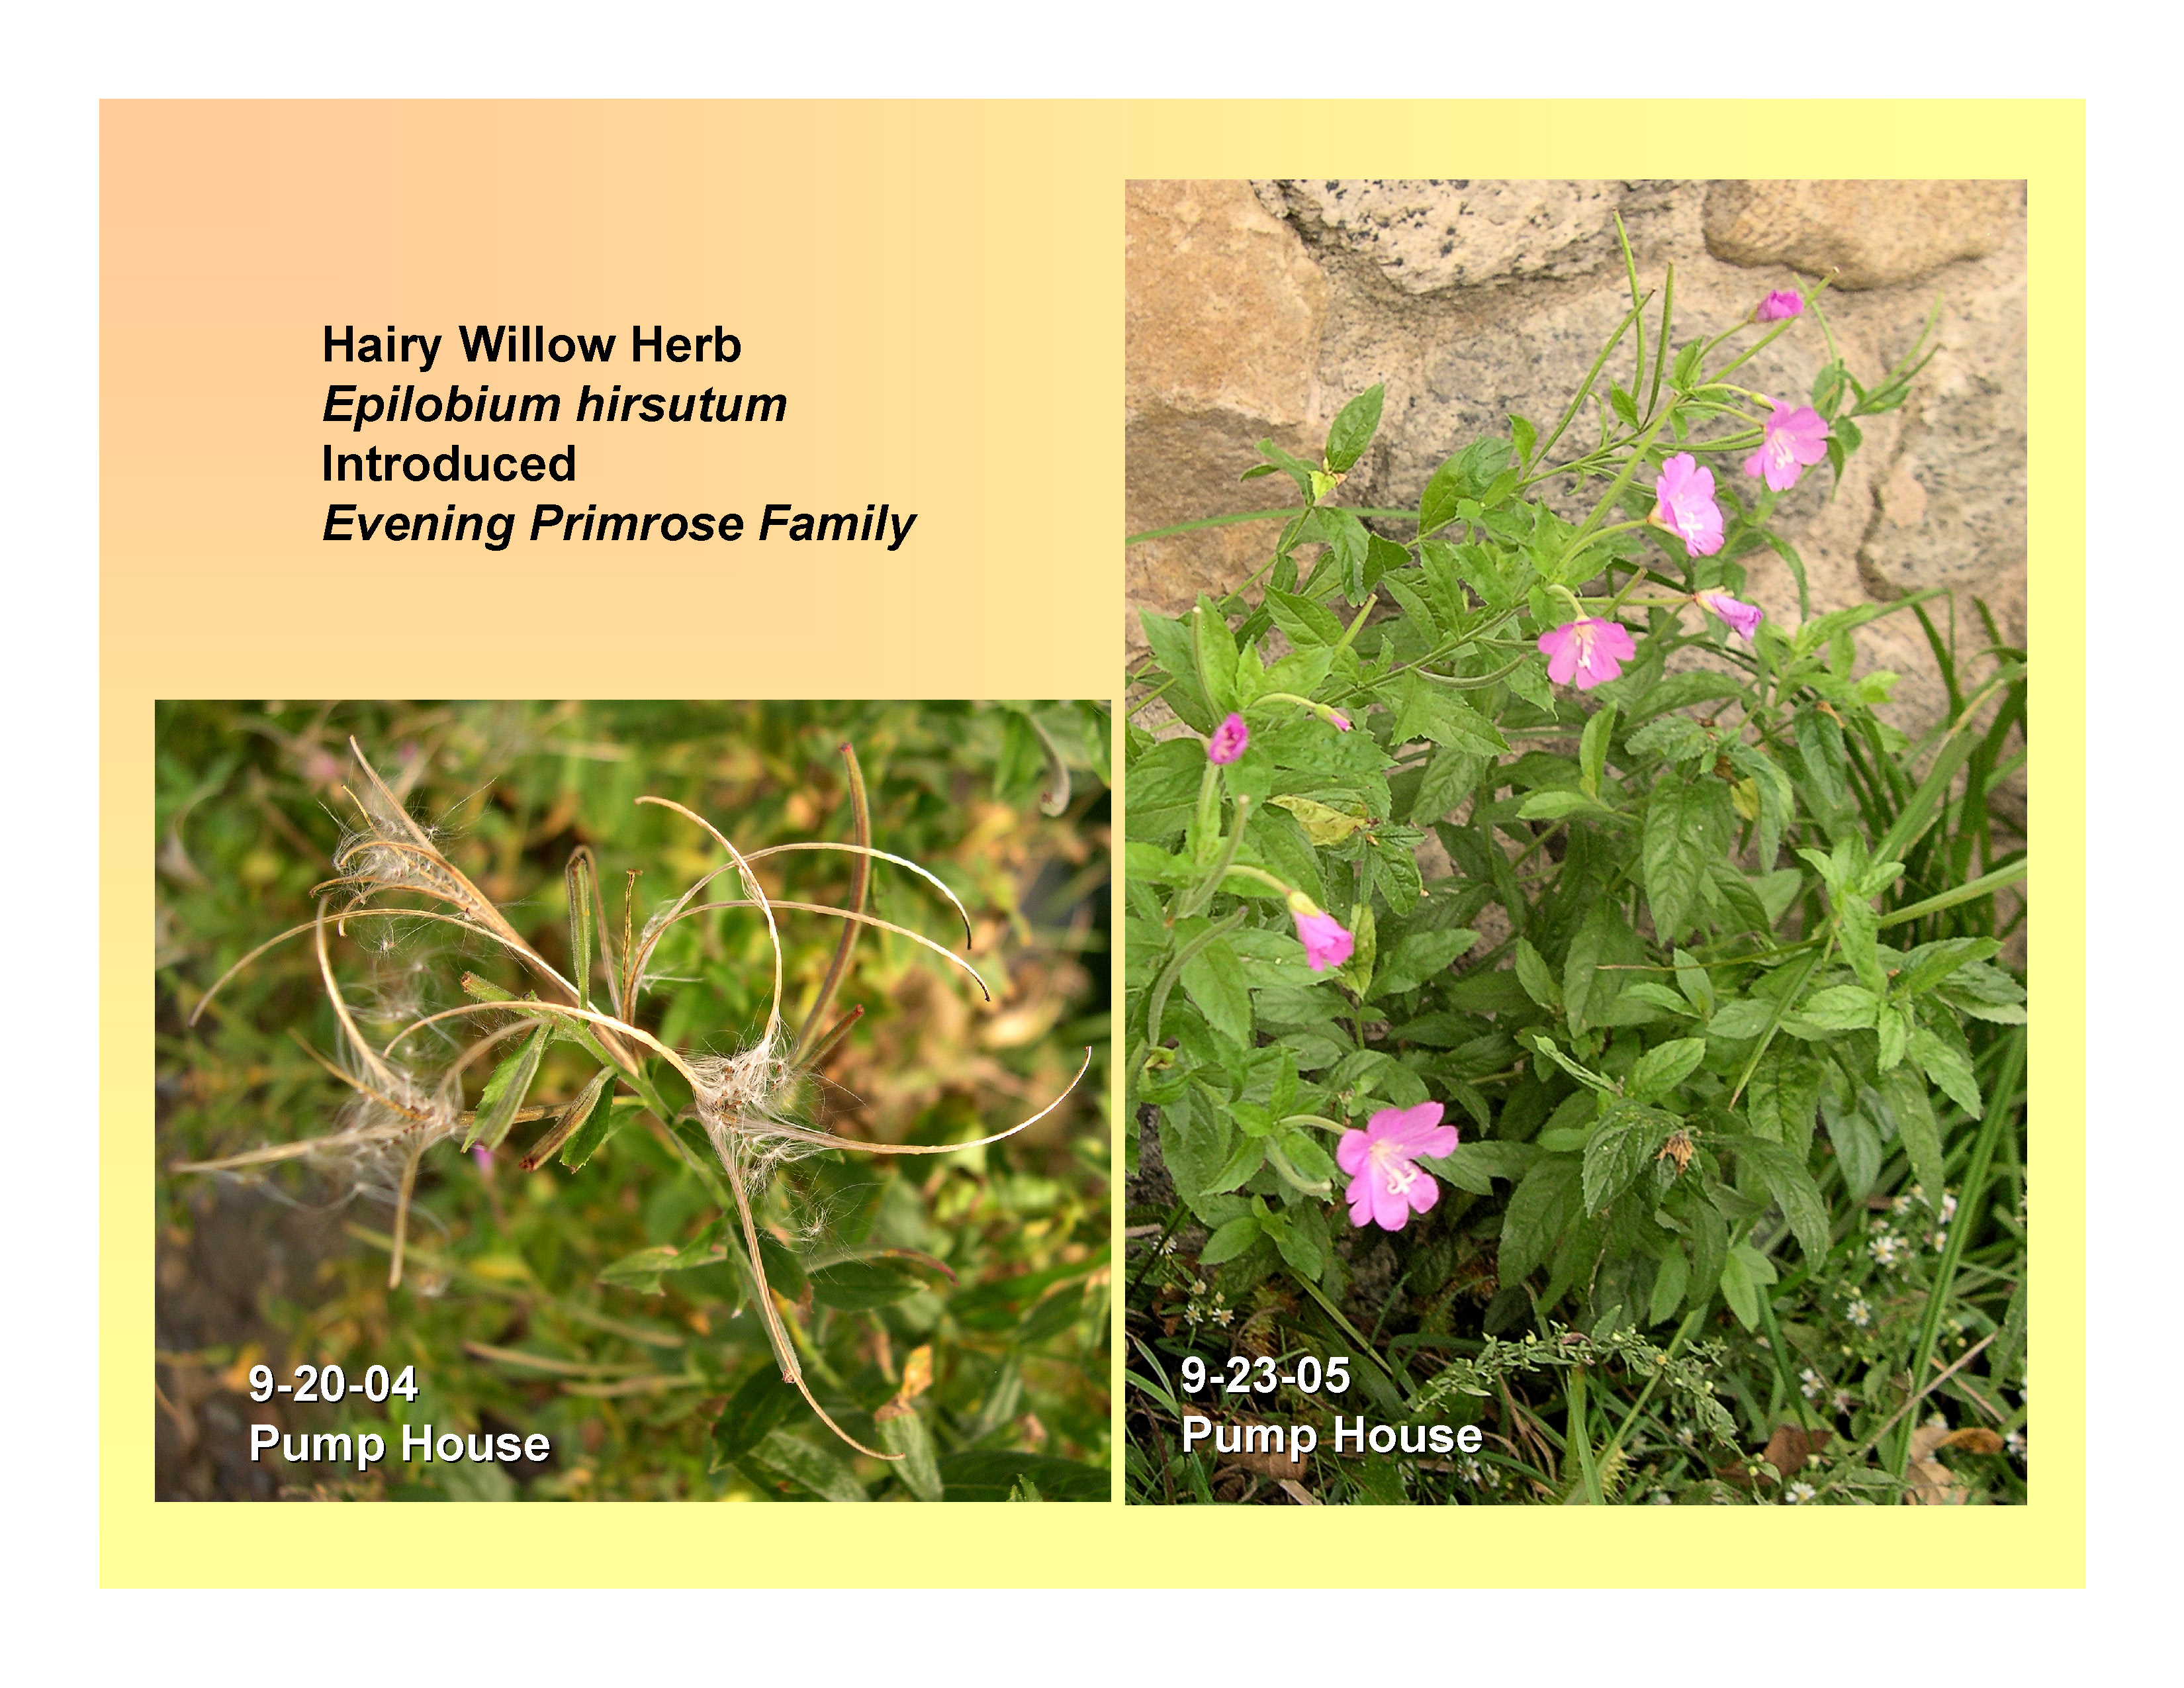 Hairy Willow Herb
Epilobium hirsutum
Introduced
Evening Primrose Family
9-20-04
Pump House
9-23-05
Pump House